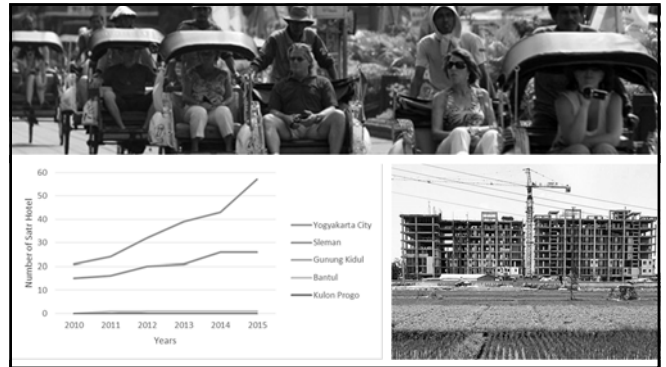 60
50
40
30
20
10
0
Number of Satr Hotel
2010 2011 2012 2013 2014 2015
Years
Yogyakarta City
Sleman
Gunung Kidul
Bantul
Kulon Progo